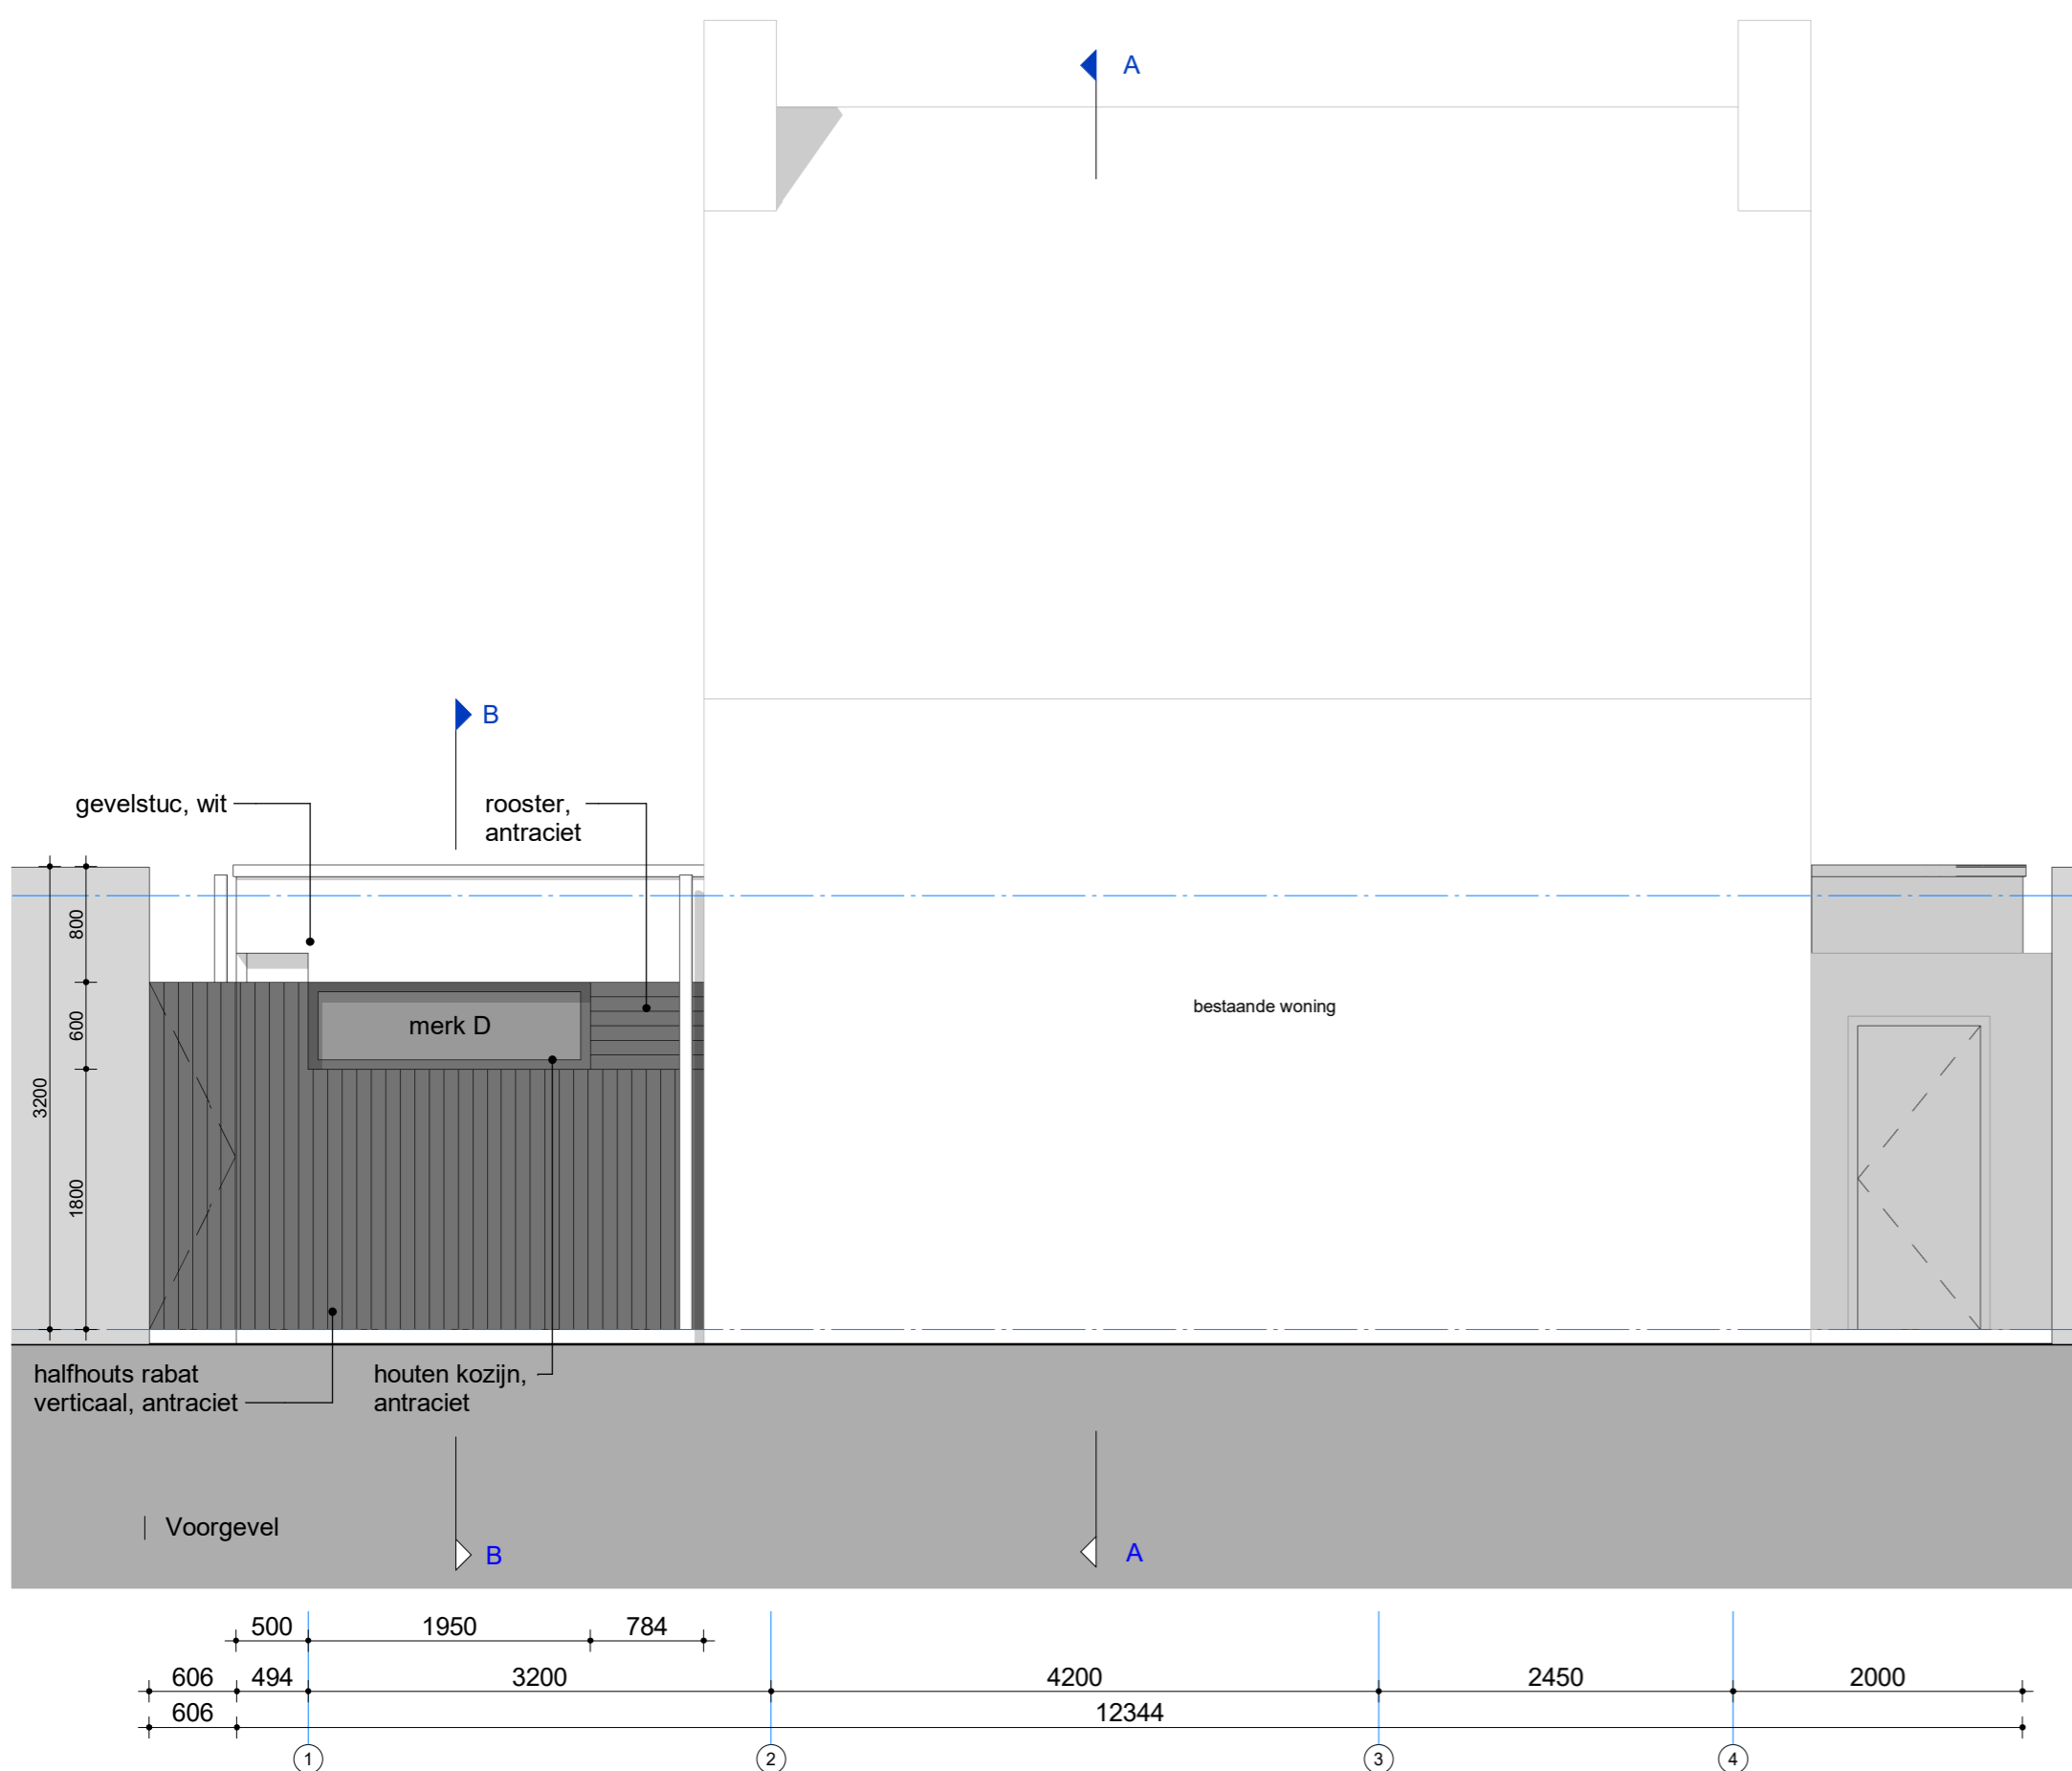 A
B
gevelstuc, wit
rooster,
antraciet
800
600
3200
1800
merk D
bestaande woning
halfhouts rabat
verticaal, antraciet
houten kozijn,
antraciet
Voorgevel
B
A
500 1950 784
606 494 3200 4200 2450 2000
606 12344
1 2 3 4